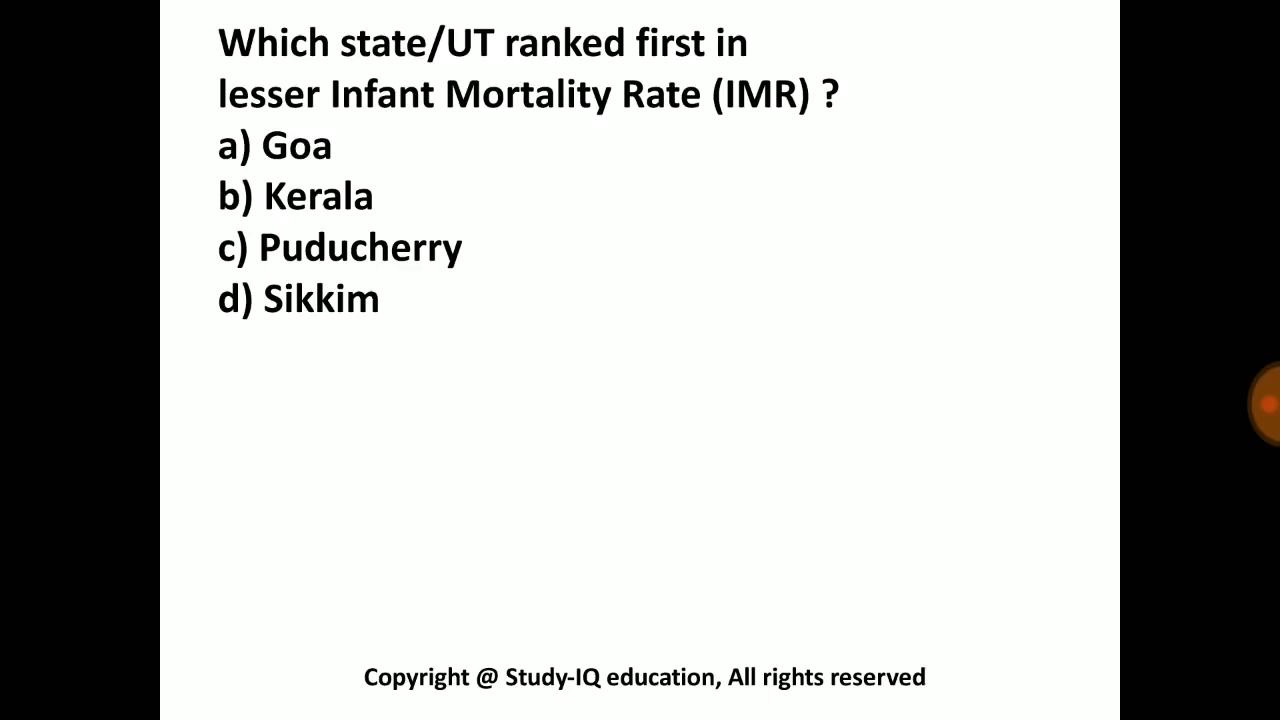 Which state/UT ranked first in
lesser Infant Mortality Rate (IMR) ?
a) Goa
b) Kerala
c) Puducherry
d) Sikkim
Copyright @ Study-IQ education, All rights reserved